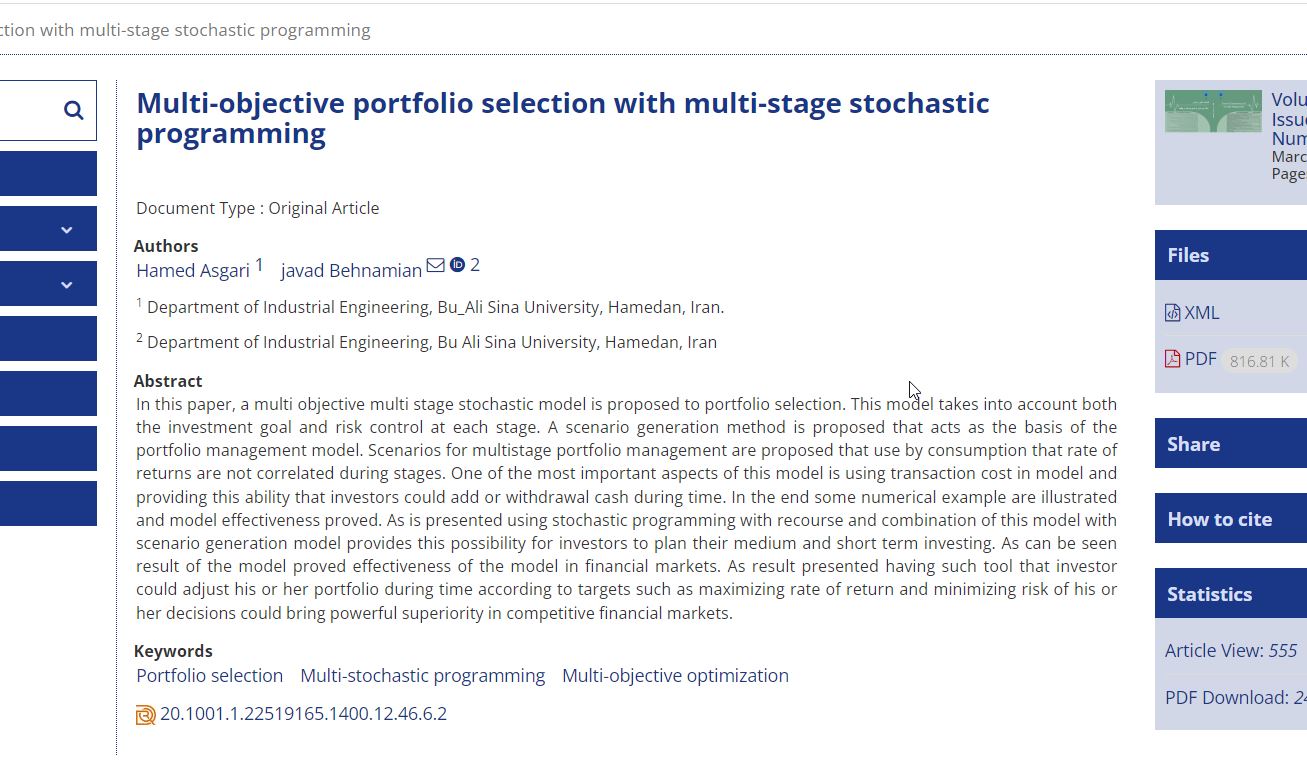 ction with multi-stage stochastic programming
Multi-objective portfolio selection with multi-stage stochastic
programming
Document Type : Original Article
Authors
Hamed Asgari 1 javad Behnamian iD 2
1 Department of Industrial Engineering, Bu_Ali Sina University, Hamedan, Iran.
2 Department of Industrial Engineering, Bu Ali Sina University, Hamedan, Iran
Abstract
In this paper, a multi objective multi stage stochastic model is proposed to portfolio selection. This model takes into account both
the investment goal and risk control at each stage. A scenario generation method is proposed that acts as the basis of the
portfolio management model. Scenarios for multistage portfolio management are proposed that use by consumption that rate of
returns are not correlated during stages. One of the most important aspects of this model is using transaction cost in model and
providing this ability that investors could add or withdrawal cash during time. In the end some numerical example are illustrated
and model effectiveness proved. As is presented using stochastic programming with recourse and combination of this model with
scenario generation model provides this possibility for investors to plan their medium and short term investing. As can be seen
result of the model proved effectiveness of the model in financial markets. As result presented having such tool that investor
could adjust his or her portfolio during time according to targets such as maximizing rate of return and minimizing risk of his or
her decisions could bring powerful superiority in competitive financial markets.
Keywords
Portfolio selection Multi-stochastic programming Multi-objective optimization
20.1001.1.22519165.1400.12.46.6.2
Volu
Issue
Num
Marc
Page
Files
XML
PDF 816.81 K
Share
How to cite
Statistics
Article View: 555
PDF Download: 24